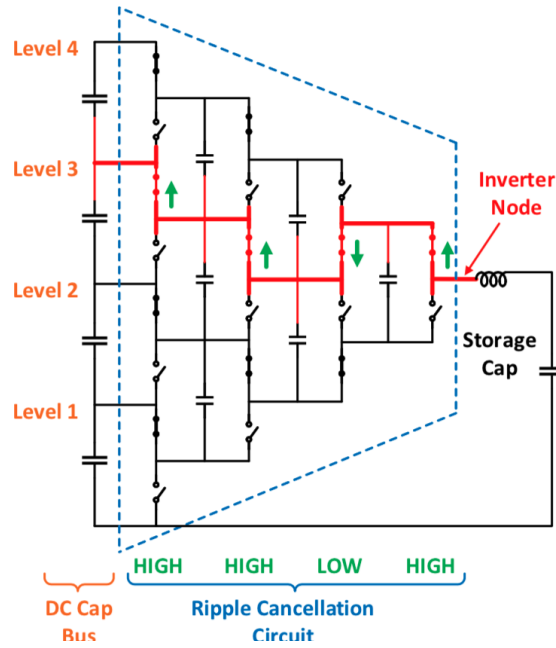 Level 4
Level 3
Inverter
Node
Level 2
Storage
Cap
Level 1
HIGH HIGH LOW HIGH
DC Cap
Bus
Ripple Cancellation
Circuit